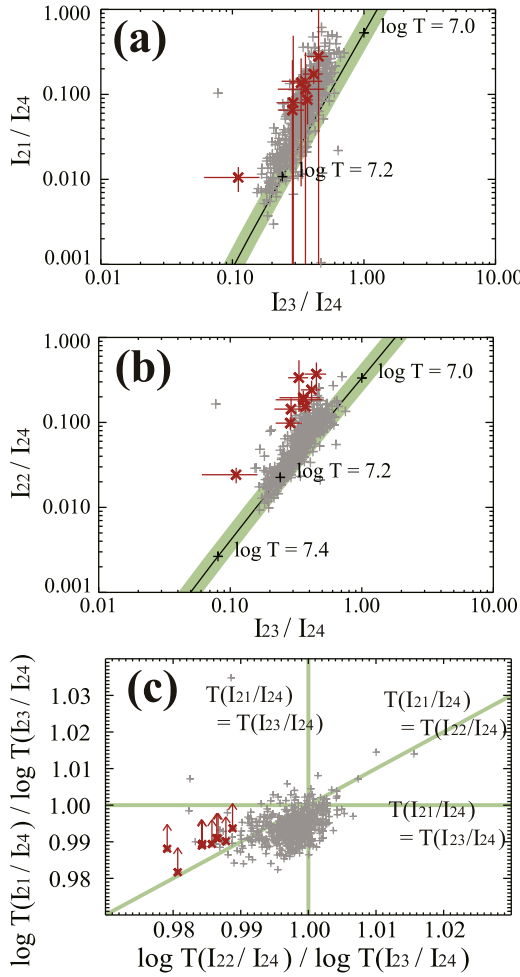 (a)
1.000
0.100
0.010
0.001
I21 / I24
log T = 7.0
log T = 7.2
0.01 0.10 1.00 10.00
I23 / I24
(b)
1.000
0.100
0.010
0.001
I22 / I24
log T = 7.0
log T = 7.2
log T = 7.4
0.01 0.10 1.00 10.00
I23 / I24
(c)
log T(I21/I24) / log T(I23/I24)
1.03
1.02
1.01
1.00
0.99
0.98
T(I21/I24)
= T(I23/I24)
T(I21/I24)
= T(I22/I24)
T(I21/I24)
= T(I23/I24)
0.98 0.99 1.00 1.01 1.02
log T(I22/I24) / log T(I23/I24)